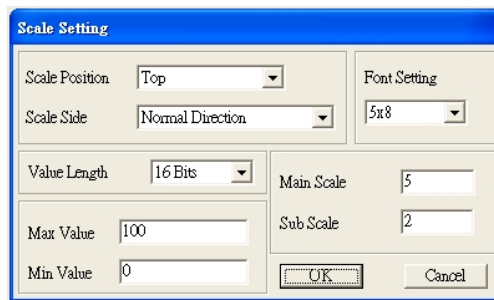 Scale Setting
Scale Position Top
Scale Side Normal Direction
Font Setting
5x8
Value Length 16 Bits
Max Value 100
Min Value 0
Main Scale 5
Sub Scale 2
OK Cancel